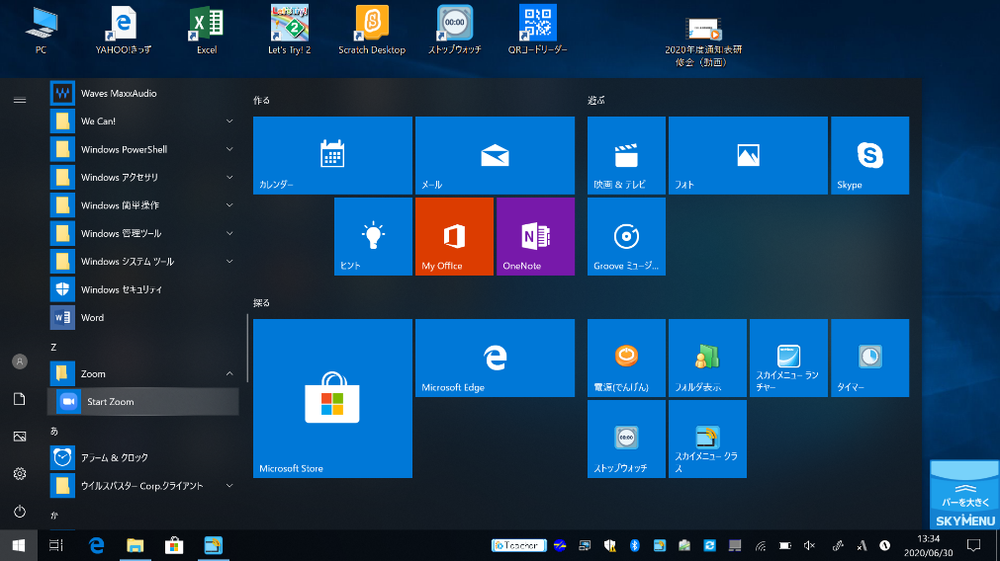 PC
YAHOO!きっず
Excel
Let's Try! 2
Scratch Desktop
ストップウォッチ
QRコードリーダー
2020年度通知表研
修会（動画）
Waves MaxxAudio
We Can!
Windows PowerShell
Windows アクセサリ
Windows 簡単操作
Windows 管理ツール
Windows システム ツール
Windows セキュリティ
Word
Z
Zoom
Start Zoom
あ
アラーム & クロック
ウイルスバスター Corp.クライアント
か
作る
カレンダー
メール
ヒント
My Office
OneNote
遊ぶ
映画 & テレビ
フォト
Skype
Groove ミュージ...
探る
Microsoft Store
Microsoft Edge
電源(でんげん)
フォルダ表示
スカイメニュー ラン
チャー
タイマー
ストップウォッチ
スカイメニュー クラ
ス
バーを大きく
SKYMENU
Teacher
A
13:34
2020/06/30